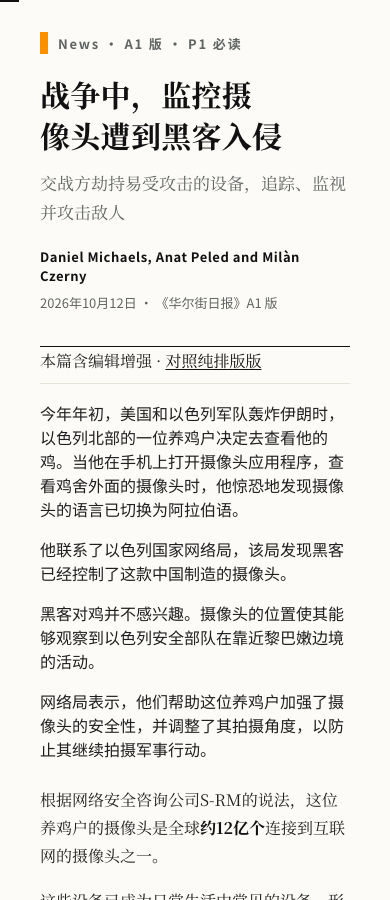 News · A1 版 · P1 必读
战争中，监控摄
像头遭到黑客入侵
交战方劫持易受攻击的设备，追踪、监视
并攻击敌人
Daniel Michaels, Anat Peled and Milàn
Czerny
2026年10月12日 · 《华尔街日报》A1 版
本篇含编辑增强 · 对照纯排版版
今年年初，美国和以色列军队轰炸伊朗时，
以色列北部的一位养鸡户决定去查看他的
鸡。当他在手机上打开摄像头应用程序，查
看鸡舍外面的摄像头时，他惊恐地发现摄像
头的语言已切换为阿拉伯语。
他联系了以色列国家网络局，该局发现黑客
已经控制了这款中国制造的摄像头。
黑客对鸡并不感兴趣。摄像头的位置使其能
够观察到以色列安全部队在靠近黎巴嫩边境
的活动。
网络局表示，他们帮助这位养鸡户加强了摄
像头的安全性，并调整了其拍摄角度，以防
止其继续拍摄军事行动。
根据网络安全咨询公司S-RM的说法，这位
养鸡户的摄像头是全球约12亿个连接到互联
网的摄像头之一。